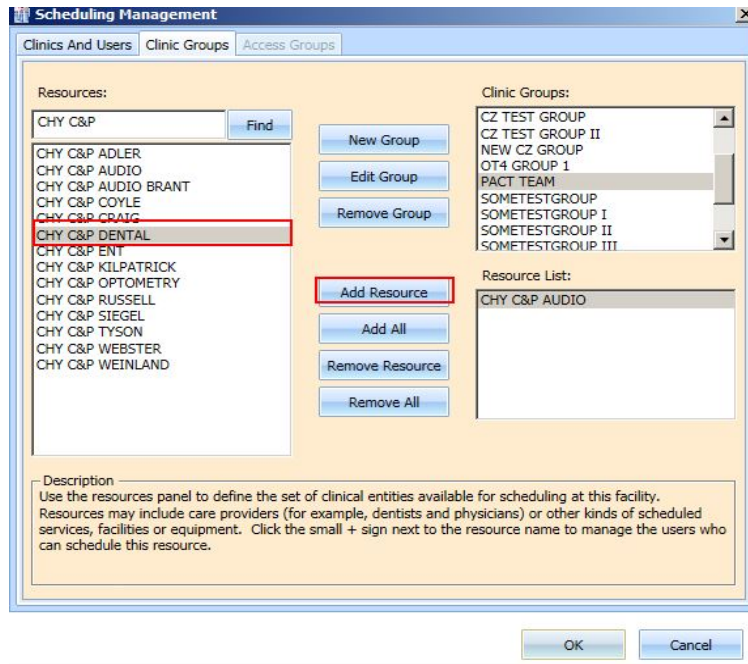 Scheduling Management
Clinics And Users
Clinic Groups
Access Groups
Resources:
CHY C&P
Find
CHY C&P ADLER
CHY C&P AUDIO
CHY C&P AUDIO BRANT
CHY C&P COYLE
CHY C&P CRAIG
CHY C&P DENTAL
CHY C&P ENT
CHY C&P KILPATRICK
CHY C&P OPTOMETRY
CHY C&P RUSSELL
CHY C&P SIEGEL
CHY C&P TYSON
CHY C&P WEBSTER
CHY C&P WEINLAND
New Group
Edit Group
Remove Group
Add Resource
Add All
Remove Resource
Remove All
Clinic Groups:
CZ TEST GROUP
CZ TEST GROUP II
NEW CZ GROUP
OT4 GROUP 1
PACT TEAM
SOMETESTGROUP
SOMETESTGROUP I
SOMETESTGROUP II
SOMETESTGROUP III
Resource List:
CHY C&P AUDIO
Description
Use the resources panel to define the set of clinical entities available for scheduling at this facility.
Resources may include care providers (for example, dentists and physicians) or other kinds of scheduled
services, facilities or equipment. Click the small + sign next to the resource name to manage the users who
can schedule this resource.
OK
Cancel